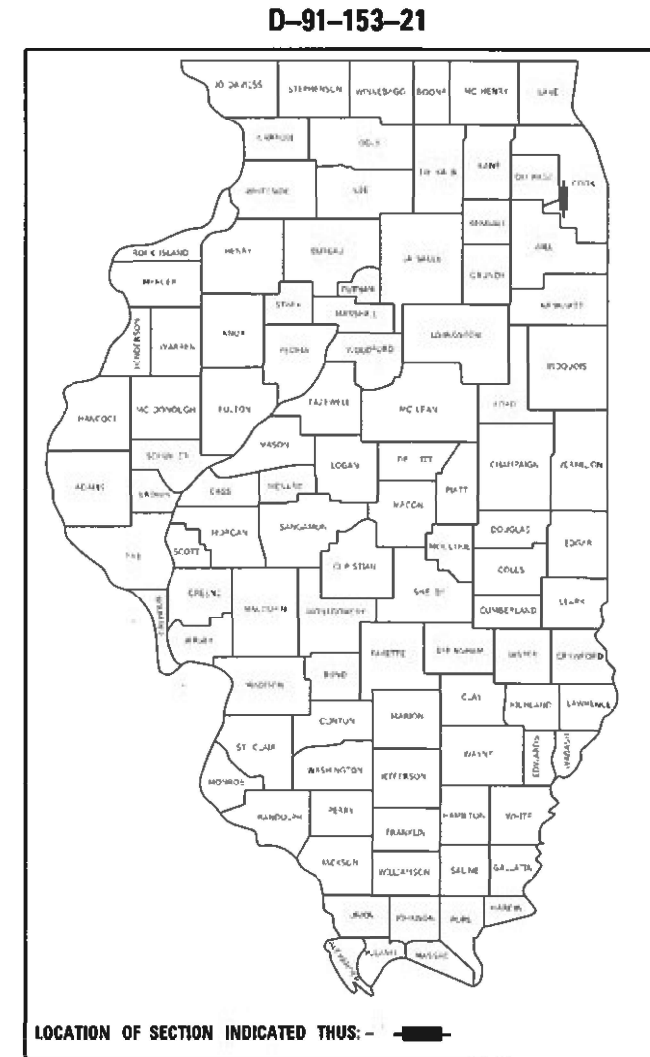 D–91–153–21
JO DAVIESS STEPHENSON WINNEBAGO BOONE MC HENRY LAKE
CARROLL OGLE
DE KALB KANE DU PAGE COOK
WHITESIDE LEE
KENDALL WILL
ROCK ISLAND HENRY BUREAU LA SALLE GRUNDY
MERCER PUTNAM KANKAKEE
HENDERSON WARREN KNOX STARK MARSHALL LIVINGSTON
PEORIA WOODFORD IROQUOIS
HANCOCK MC DONOUGH FULTON TAZEWELL MC LEAN FORD
SCHUYLER MASON LOGAN DE WITT CHAMPAIGN VERMILION
ADAMS BROWN CASS MENARD MACON PIATT
PIKE SCOTT MORGAN SANGAMON CHRISTIAN MOULTRIE DOUGLAS EDGAR
COLES
CALHOUN GREENE MACOUPIN MONTGOMERY SHELBY CUMBERLAND CLARK
JERSEY FAYETTE EFFINGHAM JASPER CRAWFORD
MADISON BOND
CLINTON MARION CLAY RICHLAND LAWRENCE
ST. CLAIR WASHINGTON JEFFERSON WAYNE EDWARDS WABASH
MONROE
RANDOLPH PERRY HAMILTON WHITE
FRANKLIN
JACKSON WILLIAMSON SALINE GALLATIN
UNION JOHNSON POPE HARDIN
ALEXANDER PULASKI MASSAC
LOCATION OF SECTION INDICATED THUS: –